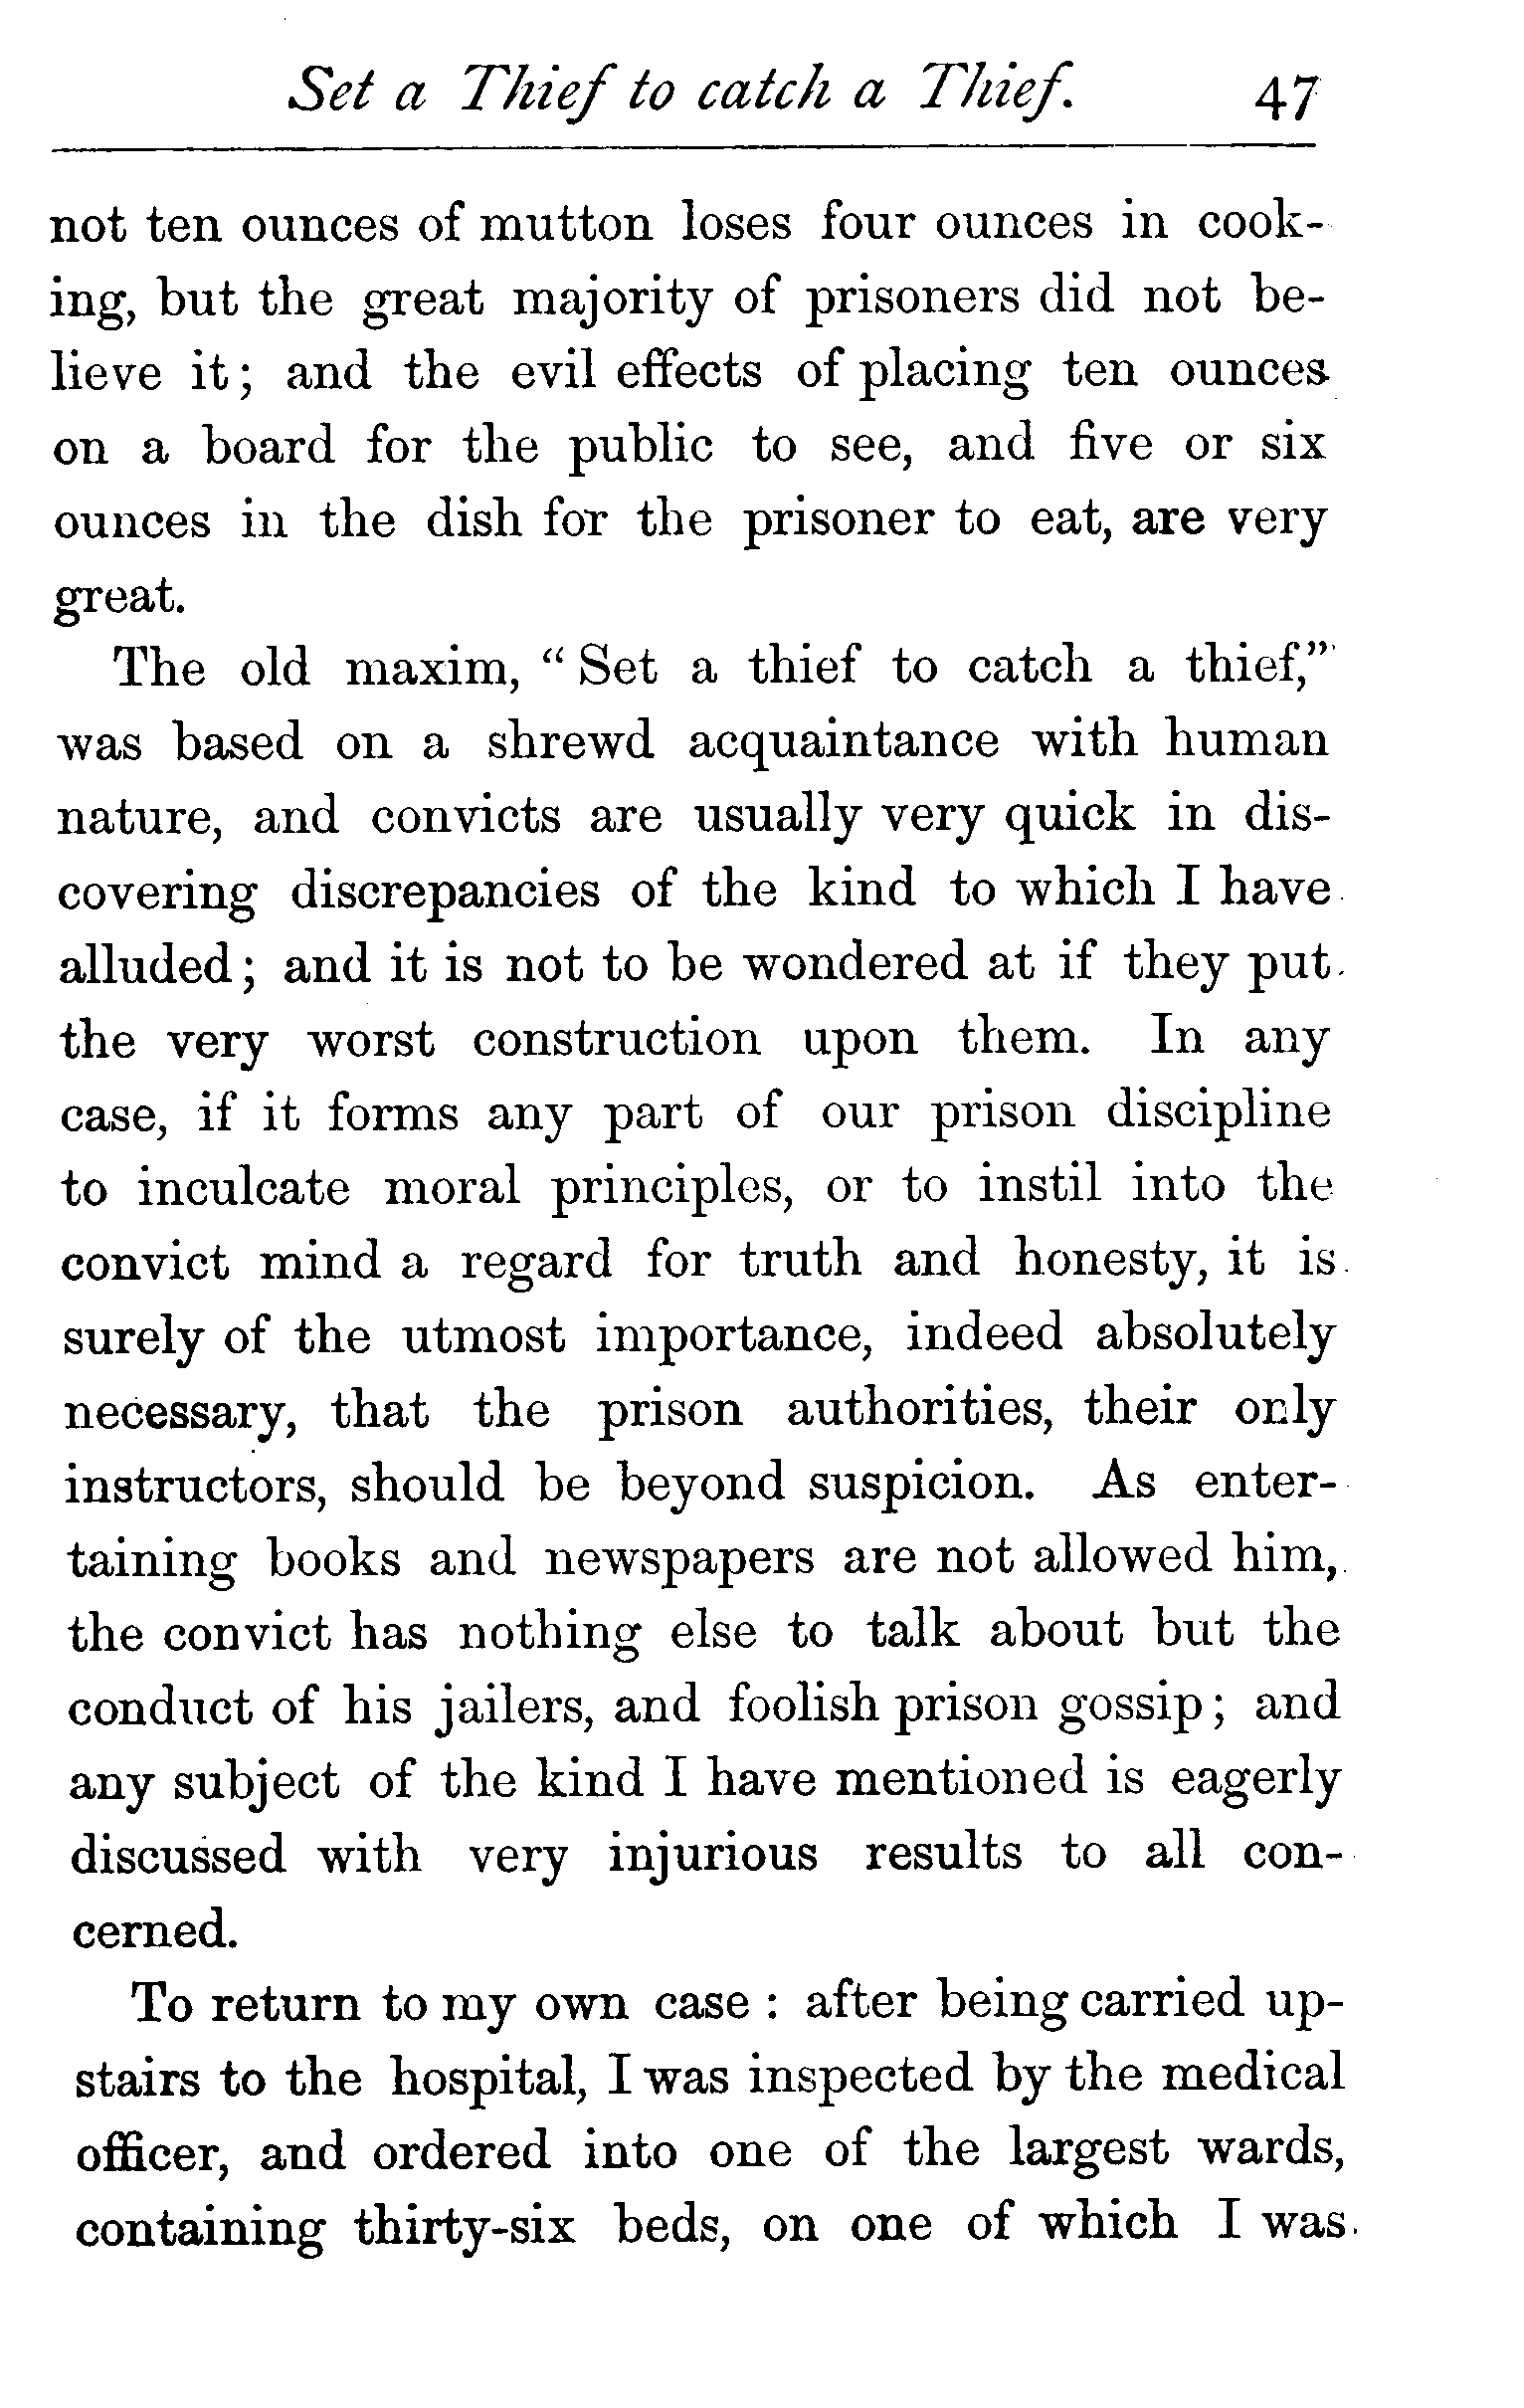 Set a Thief to catch a Thief. 47
not ten ounces of mutton loses four ounces in cook-
ing, but the great majority of prisoners did not be-
lieve it; and the evil effects of placing ten ounces
on a board for the public to see, and five or six
ounces in the dish for the prisoner to eat, are very
great.
The old maxim, "Set a thief to catch a thief,"
was based on a shrewd acquaintance with human
nature, and convicts are usually very quick in dis-
covering discrepancies of the kind to which I have
alluded; and it is not to be wondered at if they put
the very worst construction upon them. In any
case, if it forms any part of our prison discipline
to inculcate moral principles, or to instil into the
convict mind a regard for truth and honesty, it is
surely of the utmost importance, indeed absolutely
necessary, that the prison authorities, their only
instructors, should be beyond suspicion. As enter-
taining books and newspapers are not allowed him,
the convict has nothing else to talk about but the
conduct of his jailers, and foolish prison gossip; and
any subject of the kind I have mentioned is eagerly
discussed with very injurious results to all con-
cerned.
To return to my own case: after being carried up-
stairs to the hospital, I was inspected by the medical
officer, and ordered into one of the largest wards,
containing thirty-six beds, on one of which I was